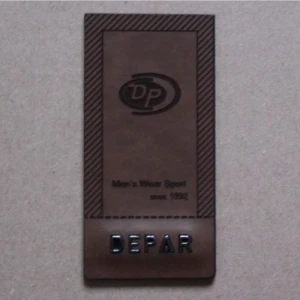 DP
Men's Wear Sport
SINCE 1992
DEPAR